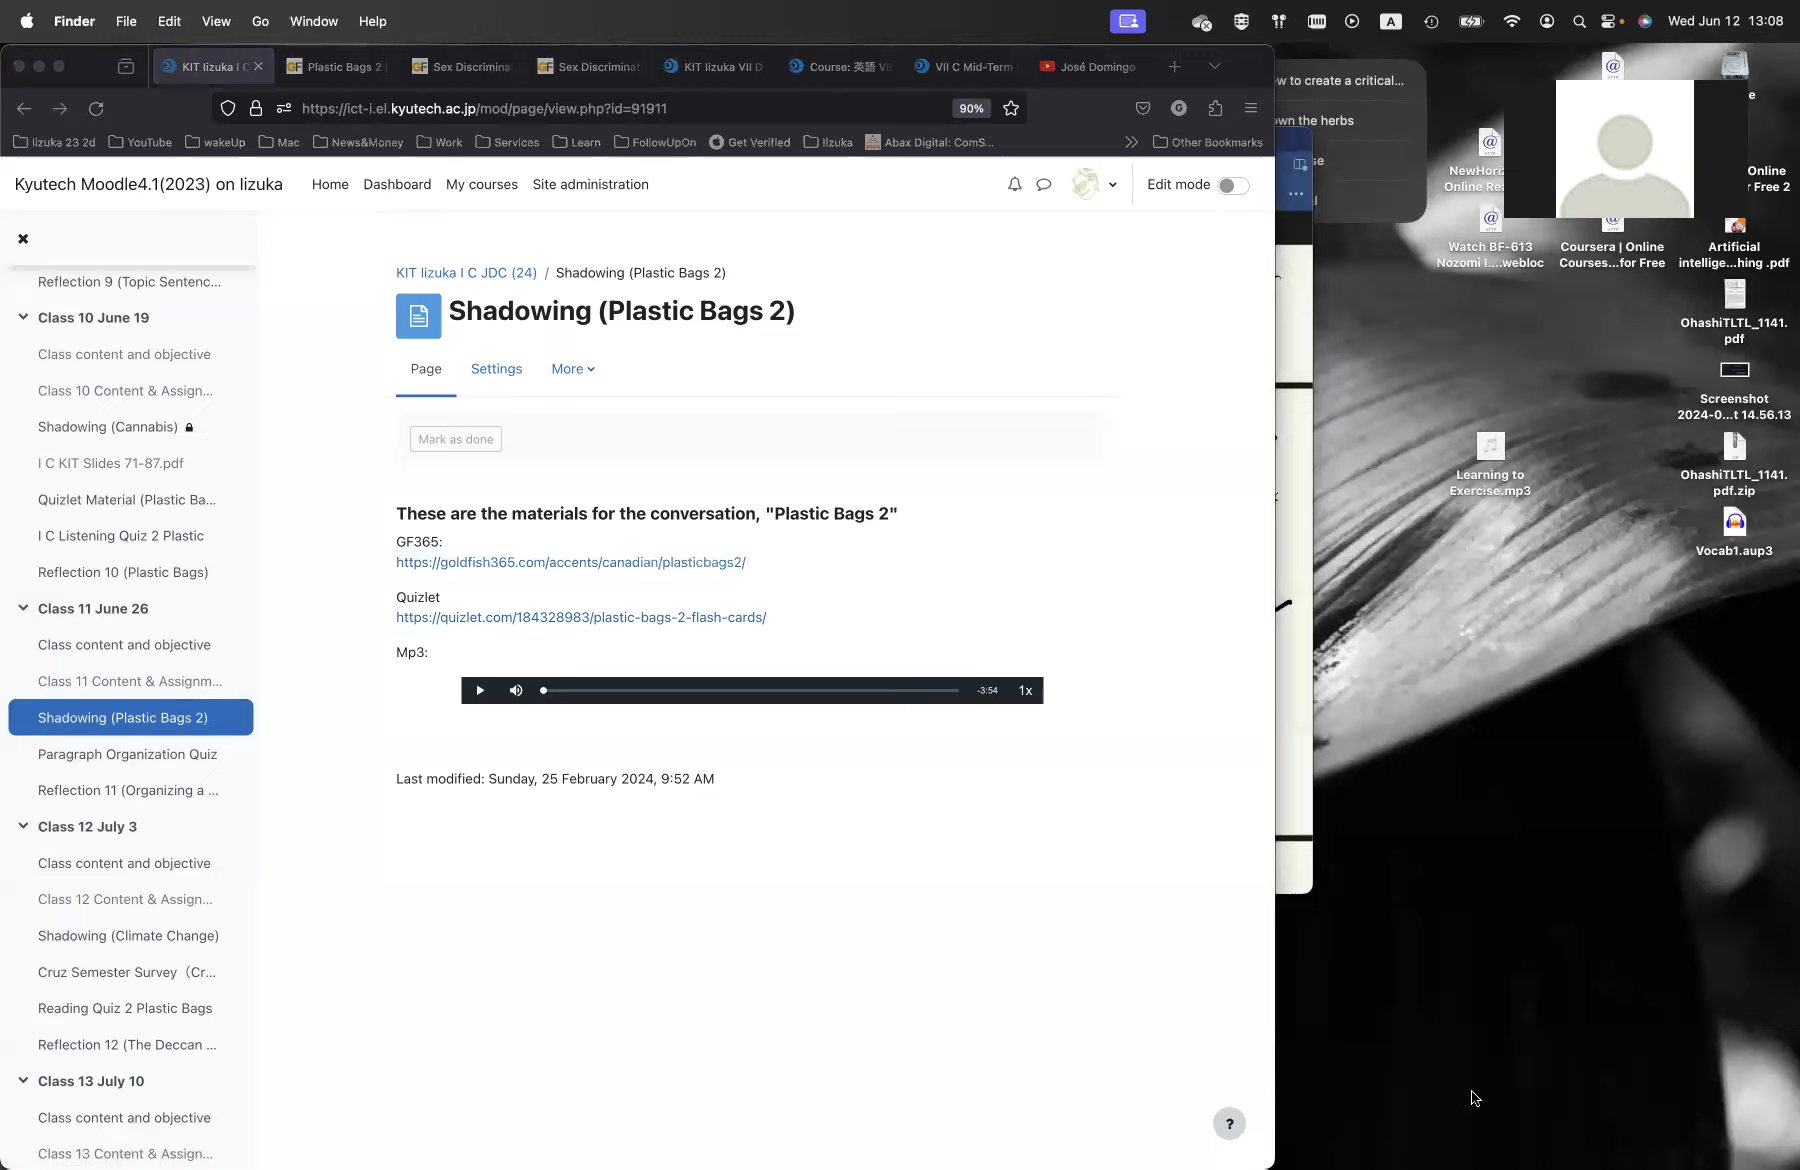 Finder File Edit View Go Window Help
A
Wed Jun 12 13:08
KIT Iizuka I C
Plastic Bags 2
Sex Discrimina
Sex Discriminat
KIT Iizuka VII D
Course: 英語 VI
VII C Mid-Term
José Domingo
https://ict-i.el.kyutech.ac.jp/mod/page/view.php?id=91911
90%
Iizuka 23 2d YouTube wakeUp Mac News&Money Work Services Learn FollowUpOn Get Verified IIzuka Abax Digital: ComS... Other Bookmarks
Kyutech Moodle4.1(2023) on Iizuka
Home Dashboard My courses Site administration
Edit mode
Reflection 9 (Topic Sentenc...
Class 10 June 19
Class content and objective
Class 10 Content & Assign...
Shadowing (Cannabis)
I C KIT Slides 71-87.pdf
Quizlet Material (Plastic Ba...
I C Listening Quiz 2 Plastic
Reflection 10 (Plastic Bags)
Class 11 June 26
Class content and objective
Class 11 Content & Assignm...
Shadowing (Plastic Bags 2)
Paragraph Organization Quiz
Reflection 11 (Organizing a ...
Class 12 July 3
Class content and objective
Class 12 Content & Assign...
Shadowing (Climate Change)
Cruz Semester Survey（Cr...
Reading Quiz 2 Plastic Bags
Reflection 12 (The Deccan ...
Class 13 July 10
Class content and objective
Class 13 Content & Assign...
KIT Iizuka I C JDC (24) / Shadowing (Plastic Bags 2)
Shadowing (Plastic Bags 2)
Page Settings More
Mark as done
These are the materials for the conversation, "Plastic Bags 2"
GF365:
https://goldfish365.com/accents/canadian/plasticbags2/
Quizlet
https://quizlet.com/184328983/plastic-bags-2-flash-cards/
Mp3:
-3:54 1x
Last modified: Sunday, 25 February 2024, 9:52 AM
?
w to create a critical...
own the herbs
se
NewHoriz
Online Rea
Online
r Free 2
Watch BF-613
Nozomi I....webloc
Coursera | Online
Courses...for Free
Artificial
intellige...hing .pdf
OhashiTLTL_1141.
pdf
Screenshot
2024-0...t 14.56.13
Learning to
Exercise.mp3
OhashiTLTL_1141.
pdf.zip
Vocab1.aup3